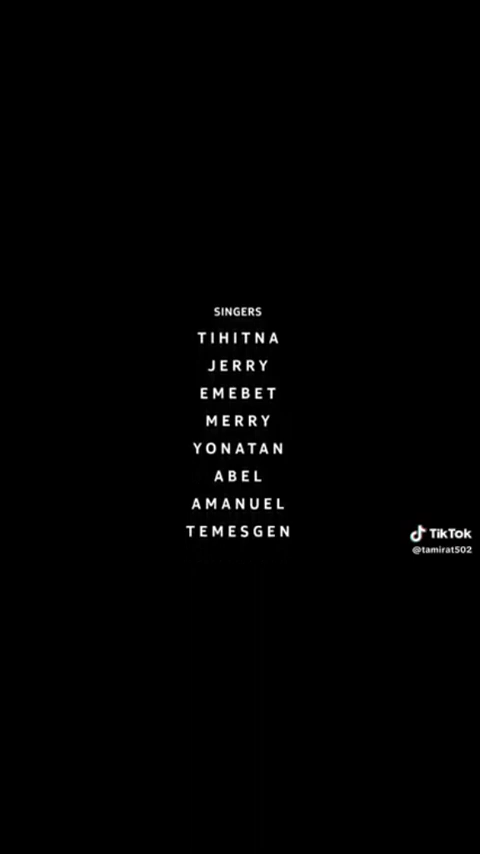 SINGERS
TIHITNA
JERRY
EMEBET
MERRY
YONATAN
ABEL
AMANUEL
TEMESGEN
TikTok
@tamirat502